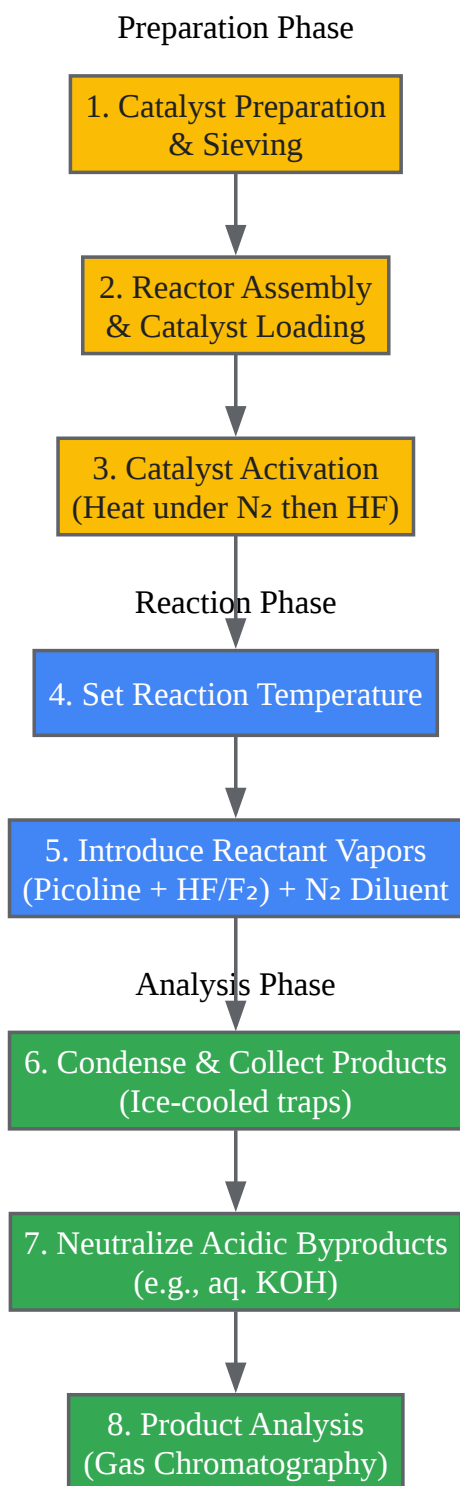 Preparation Phase
1. Catalyst Preparation
& Sieving
2. Reactor Assembly
& Catalyst Loading
3. Catalyst Activation
(Heat under N₂ then HF)
Reaction Phase
4. Set Reaction Temperature
5. Introduce Reactant Vapors
(Picoline + HF/F₂) + N₂ Diluent
Analysis Phase
6. Condense & Collect Products
(Ice-cooled traps)
7. Neutralize Acidic Byproducts
(e.g., aq. KOH)
8. Product Analysis
(Gas Chromatography)